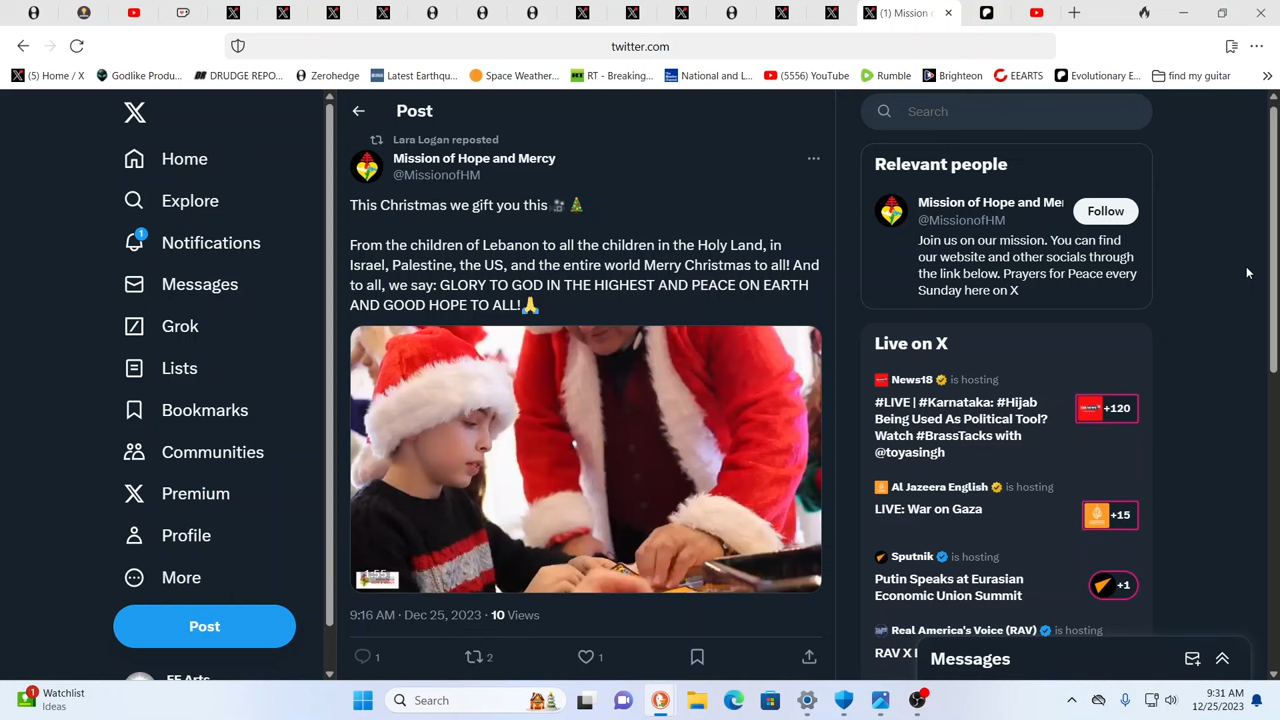 (1) Mission
twitter.com
(5) Home / X
Godlike Produ...
DRUDGE REPO...
Zerohedge
Latest Earthqu...
Space Weather...
RT - Breaking...
National and L...
(5556) YouTube
Rumble
Brighteon
EEARTS
Evolutionary E...
find my guitar
Home
Explore
1
Notifications
Messages
Grok
Lists
Bookmarks
Communities
Premium
Profile
More
Post
EE Arts
Post
Lara Logan reposted
Mission of Hope and Mercy
@MissionofHM
This Christmas we gift you this
From the children of Lebanon to all the children in the Holy Land, in
Israel, Palestine, the US, and the entire world Merry Christmas to all! And
to all, we say: GLORY TO GOD IN THE HIGHEST AND PEACE ON EARTH
AND GOOD HOPE TO ALL!
1:55
9:16 AM · Dec 25, 2023 · 10 Views
1
2
1
Search
Relevant people
Mission of Hope and Mer
@MissionofHM
Follow
Join us on our mission. You can find
our website and other socials through
the link below. Prayers for Peace every
Sunday here on X
Live on X
News18 is hosting
#LIVE | #Karnataka: #Hijab
Being Used As Political Tool?
Watch #BrassTacks with
@toyasingh
+120
Al Jazeera English is hosting
LIVE: War on Gaza
+15
Sputnik is hosting
Putin Speaks at Eurasian
Economic Union Summit
+1
Real America's Voice (RAV) is hosting
RAV X
Messages
1
Watchlist
Ideas
Search
9:31 AM
12/25/2023